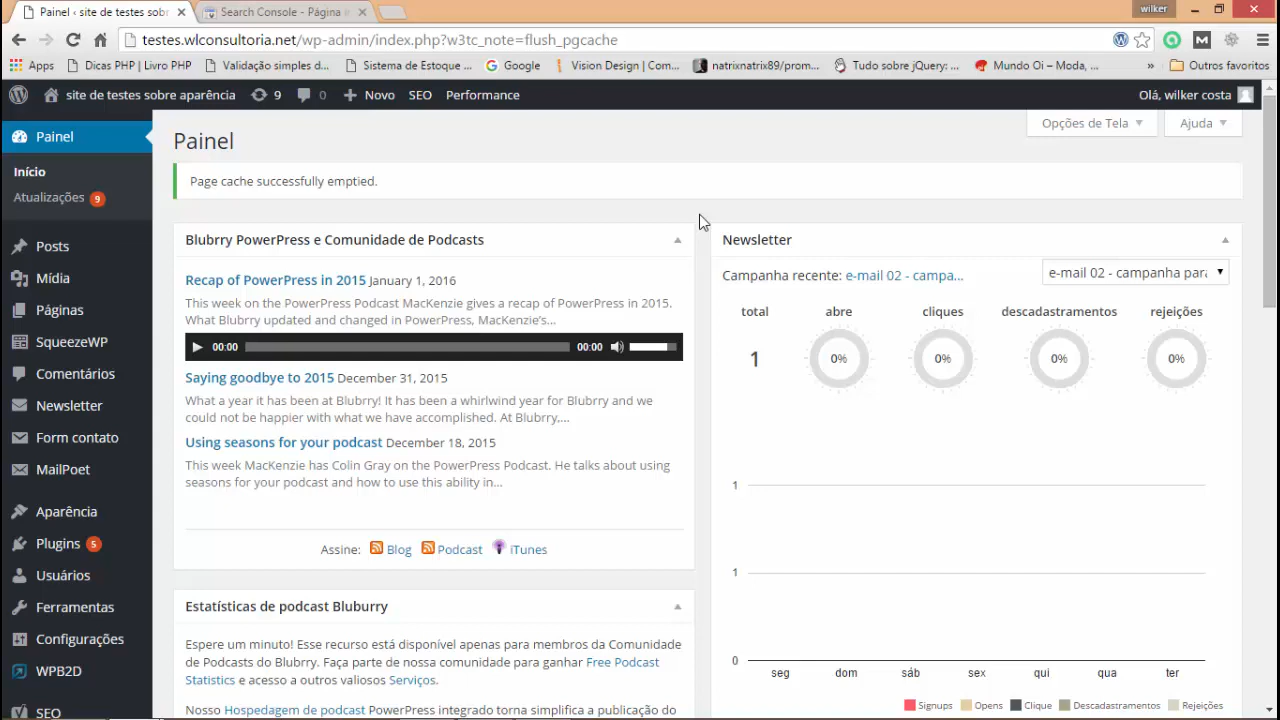 Painel ‹ site de testes sob
Search Console - Página i
wilker
testes.wlconsultoria.net/wp-admin/index.php?w3tc_note=flush_pgcache
Apps
Dicas PHP | Livro PHP
Validação simples d...
Sistema de Estoque ...
Google
Vision Design | Com...
natrixnatrix89/prom...
Tudo sobre jQuery: ...
Mundo Oi – Moda, ...
»
Outros favoritos
site de testes sobre aparência
9
0
Novo
SEO
Performance
Olá, wilker costa
Painel
Início
Atualizações 9
Posts
Mídia
Páginas
SqueezeWP
Comentários
Newsletter
Form contato
MailPoet
Aparência
Plugins 5
Usuários
Ferramentas
Configurações
WPB2D
SEO
Opções de Tela
Ajuda
Painel
Page cache successfully emptied.
Blubrry PowerPress e Comunidade de Podcasts
Recap of PowerPress in 2015 January 1, 2016
This week on the PowerPress Podcast MacKenzie gives a recap of PowerPress in 2015.
What Blubrry updated and changed in PowerPress, MacKenzie's...
00:00
00:00
Saying goodbye to 2015 December 31, 2015
What a year it has been at Blubrry! It has been a whirlwind year for Blubrry and we
could not be happier with what we have accomplished. At Blubrry....
Using seasons for your podcast December 18, 2015
This week MacKenzie has Colin Gray on the PowerPress Podcast. He talks about using
seasons for your podcast and how to use this ability in...
Assine: Blog Podcast iTunes
Estatísticas de podcast Bluburry
Espere um minuto! Esse recurso está disponível apenas para membros da Comunidade
de Podcasts do Blubrry. Faça parte de nossa comunidade para ganhar Free Podcast
Statistics e acesso a outros valiosos Serviços.
Nosso Hospedagem de podcast PowerPress integrado torna simplifica a publicação do
Newsletter
Campanha recente: e-mail 02 - campa...
e-mail 02 - campanha para
total
abre
cliques
descadastramentos
rejeições
1
0%
0%
0%
0%
1
1
0
seg
dom
sáb
sex
qui
qua
ter
Signups
Opens
Clique
Descadastramentos
Rejeições